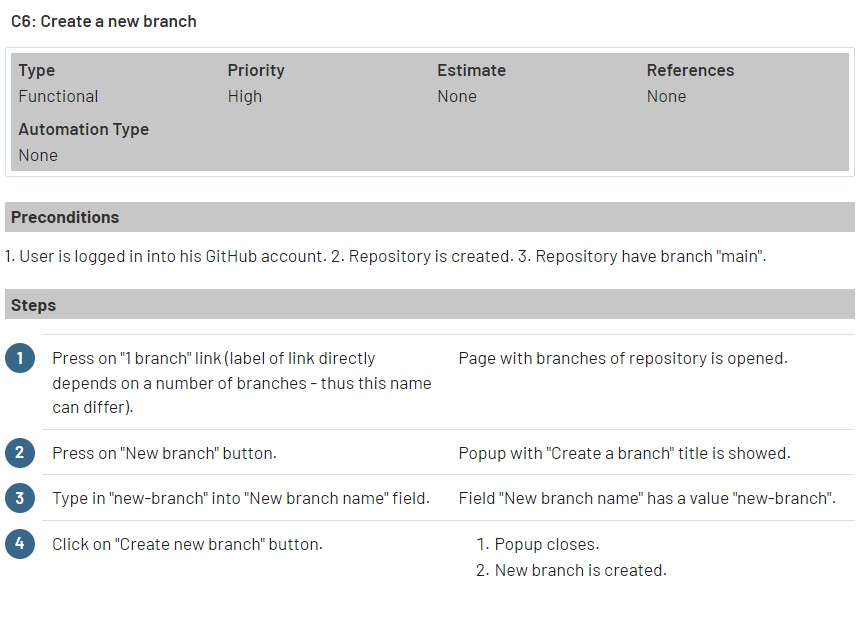 C6: Create a new branch
Type Priority Estimate References
Functional High None None
Automation Type
None
Preconditions
1. User is logged in into his GitHub account. 2. Repository is created. 3. Repository have branch "main".
Steps
1 Press on "1 branch" link (label of link directly Page with branches of repository is opened.
depends on a number of branches - thus this name
can differ).
2 Press on "New branch" button. Popup with "Create a branch" title is showed.
3 Type in "new-branch" into "New branch name" field. Field "New branch name" has a value "new-branch".
4 Click on "Create new branch" button. 1. Popup closes.
2. New branch is created.